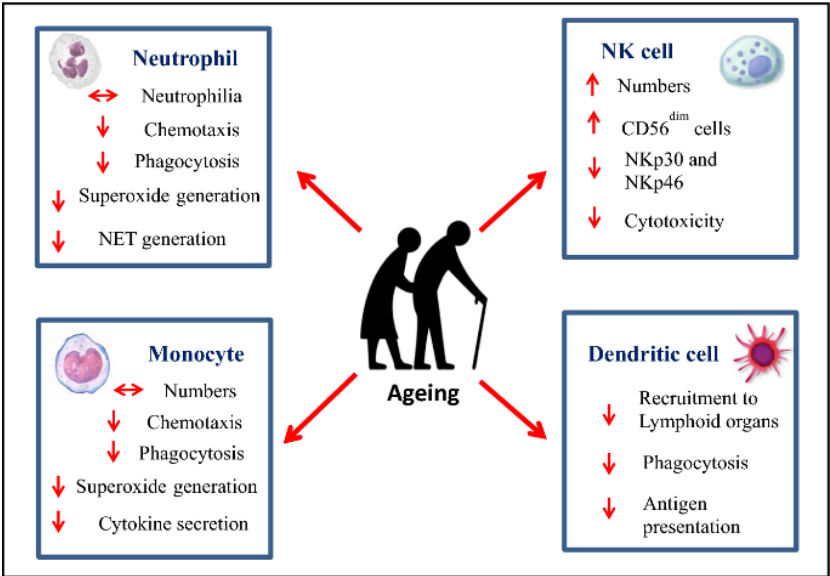 Neutrophil
Neutrophilia
Chemotaxis
Phagocytosis
Superoxide generation
NET generation
NK cell
Numbers
CD56dim cells
NKp30 and
NKp46
Cytotoxicity
Ageing
Monocyte
Numbers
Chemotaxis
Phagocytosis
Superoxide generation
Cytokine secretion
Dendritic cell
Recruitment to
Lymphoid organs
Phagocytosis
Antigen
presentation